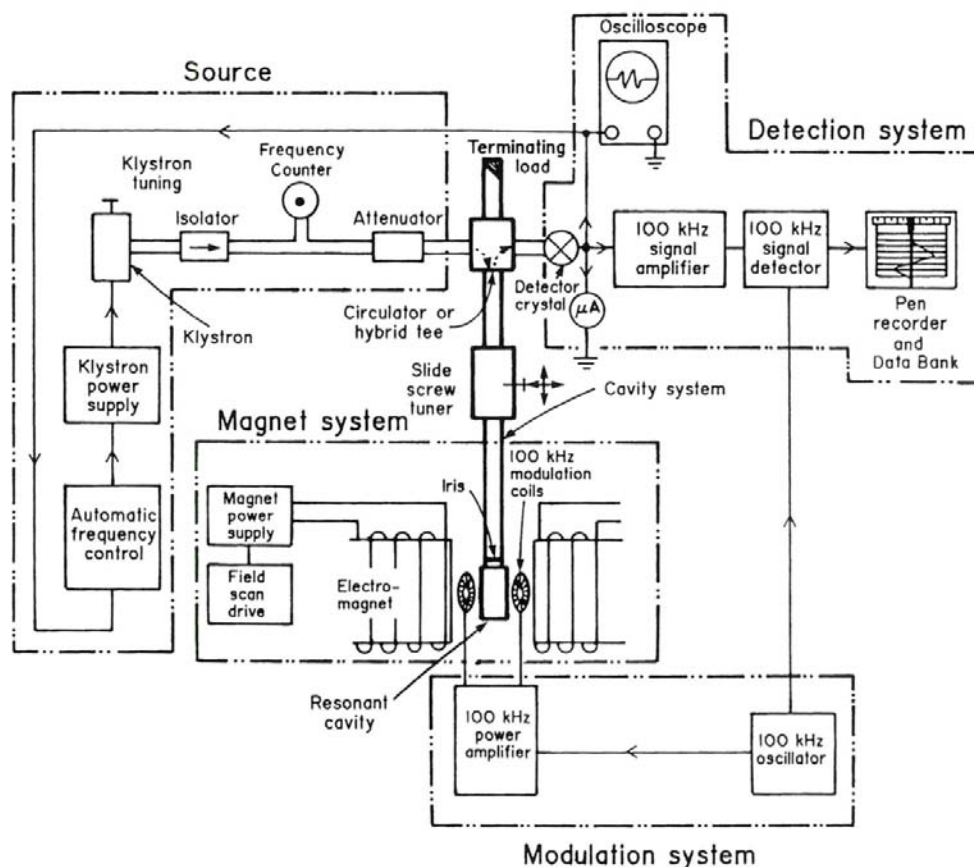 Oscilloscope
Source
Detection system
Klystron
tuning
Frequency
Counter
Terminating
load
Isolator
Attenuator
100 kHz
signal
amplifier
100 kHz
signal
detector
Detector
crystal
μA
Pen
recorder
and
Data Bank
Circulator or
hybrid tee
Klystron
Klystron
power
supply
Slide
screw
tuner
Cavity system
Magnet system
100 kHz
modulation
coils
Iris
Magnet
power
supply
Automatic
frequency
control
Field
scan
drive
Electro-
magnet
Resonant
cavity
100 kHz
power
amplifier
100 kHz
oscillator
Modulation system